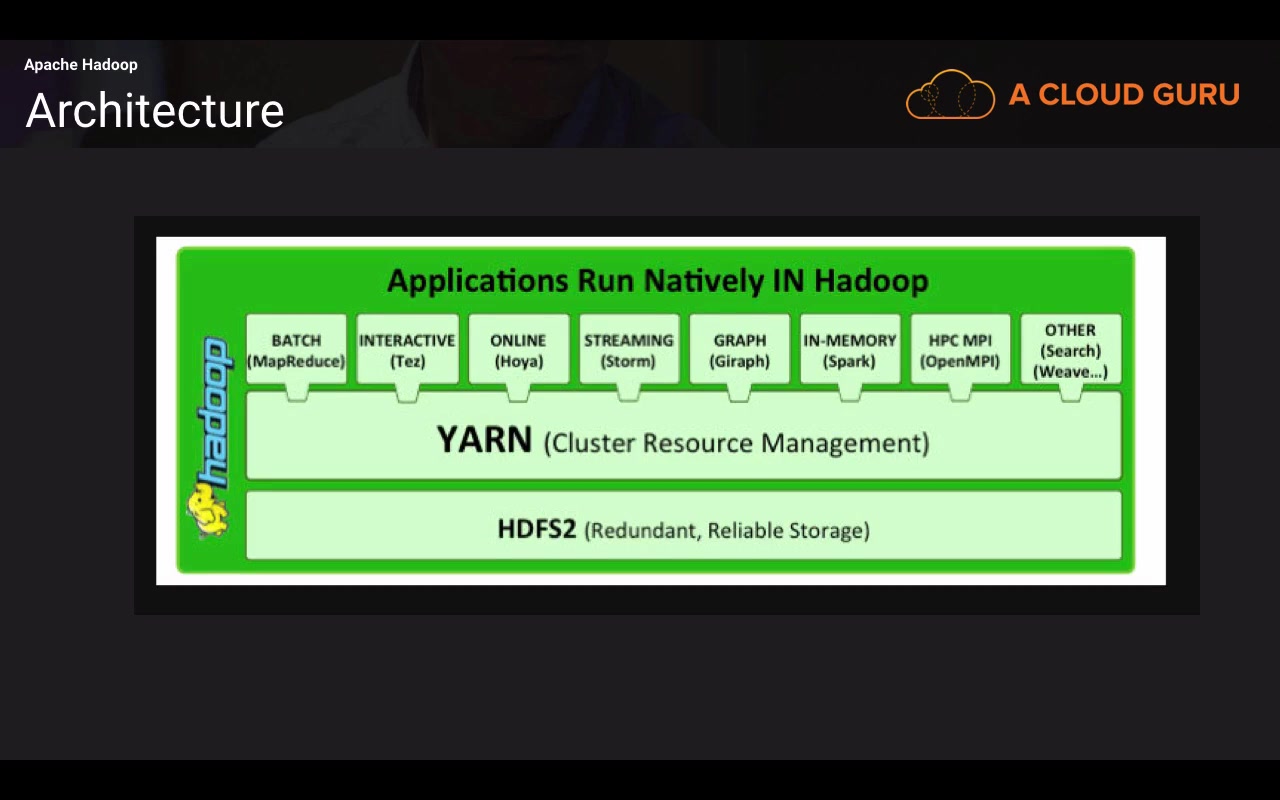 Apache Hadoop
Architecture
A CLOUD GURU
Applications Run Natively IN Hadoop
BATCH
(MapReduce)
INTERACTIVE
(Tez)
ONLINE
(Hoya)
STREAMING
(Storm)
GRAPH
(Giraph)
IN-MEMORY
(Spark)
HPC MPI
(OpenMPI)
OTHER
(Search)
(Weave...)
hadoop
YARN (Cluster Resource Management)
HDFS2 (Redundant, Reliable Storage)